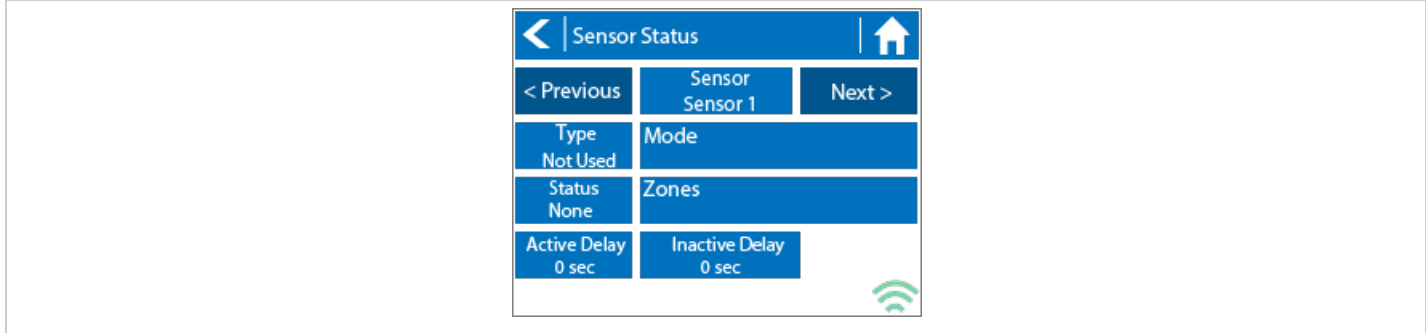 Sensor Status
< Previous
Sensor
Sensor 1
Next >
Type
Not Used
Mode
Status
None
Zones
Active Delay
0 sec
Inactive Delay
0 sec